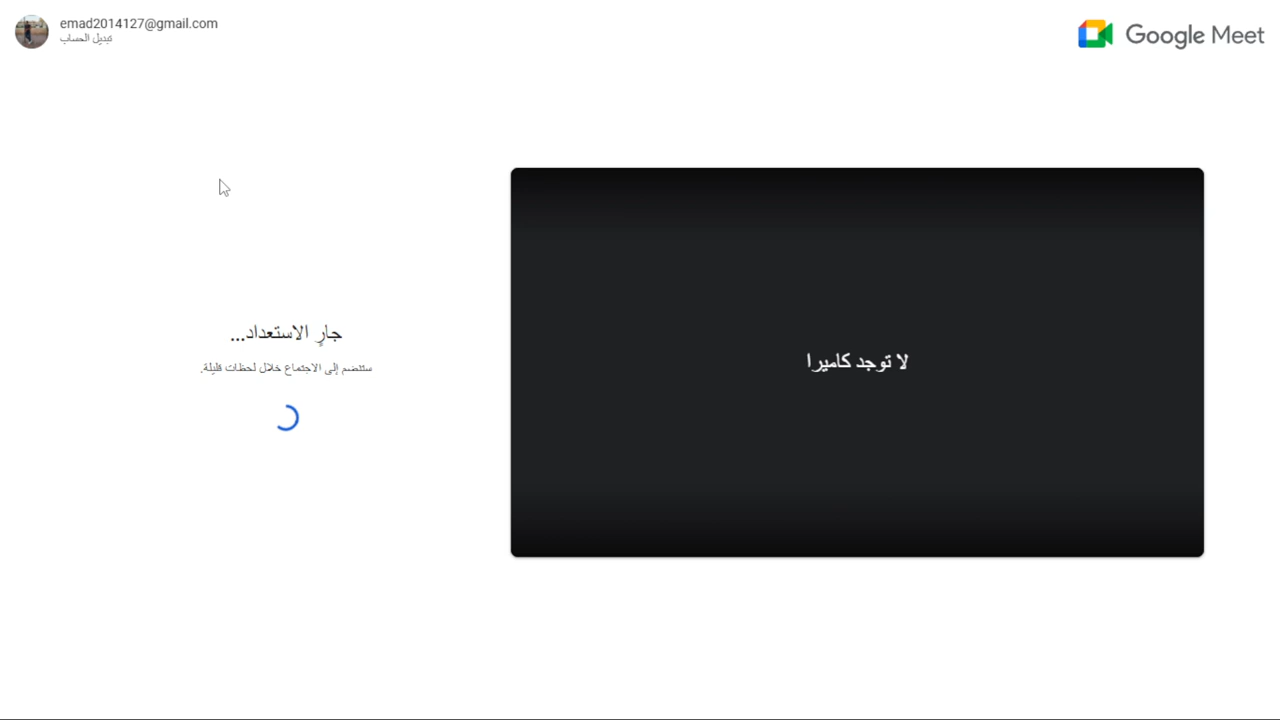 emad2014127@gmail.com
تبديل الحساب
Google Meet
جارٍ الاستعداد...
ستنضم إلى الاجتماع خلال لحظات قليلة.
لا توجد كاميرا